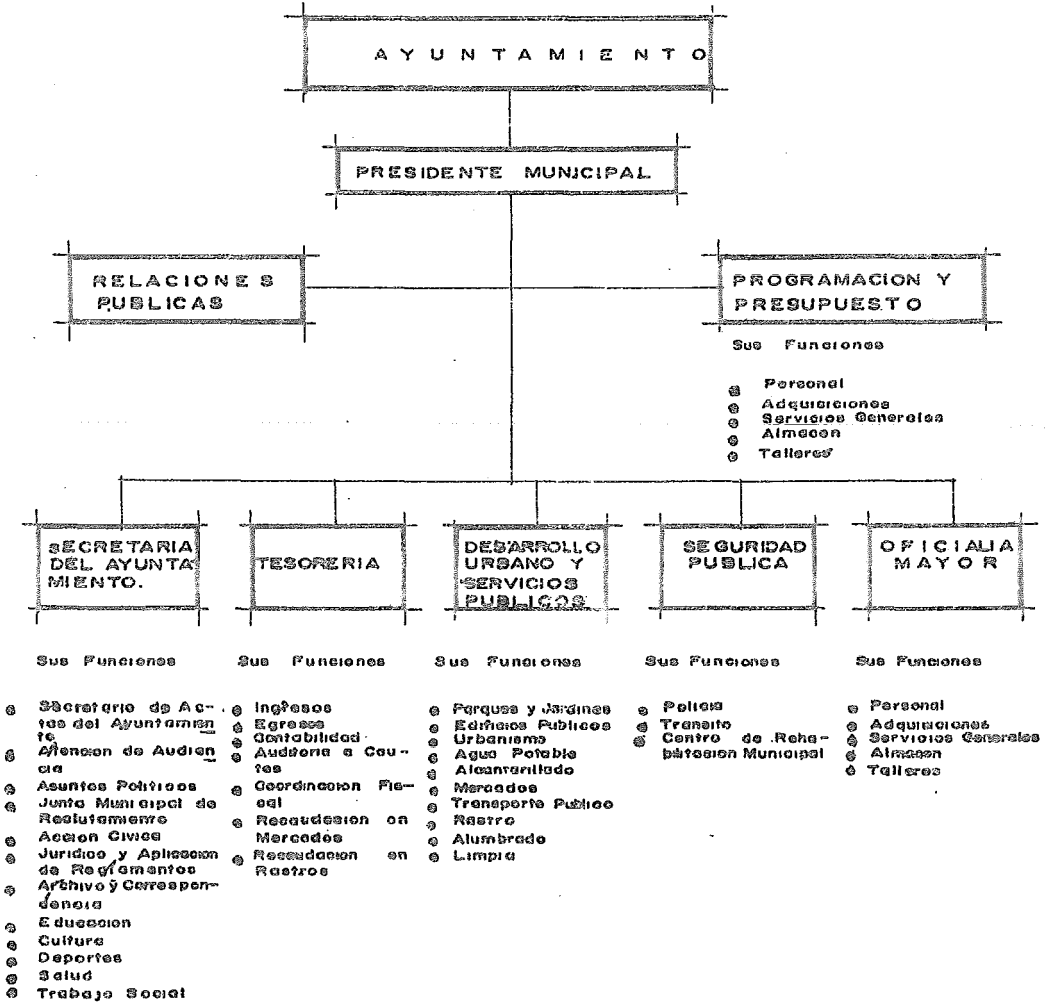 AYUNTAMIENTO
PRESIDENTE MUNICIPAL
RELACIONES
PUBLICAS
PROGRAMACION Y
PRESUPUESTO
Sus Funciones
Personal
Adquisiciones
Servicios Generales
Almacen
Talleres
SECRETARIA
DEL AYUNTA
MIENTO.
Sus Funciones
Secretario de Ac-
tas del Ayuntamien
to
Atencion de Audien
cia
Asuntos Politicos
Junta Municipal de
Reclutamiento
Accion Civica
Juridico y Aplicacion
de Reglamentos
Archivo y Correspon-
dencia
Educacion
Cultura
Deportes
Salud
Trabajo Social
TESORERIA
Sus Funciones
Ingresos
Egresos
Contabilidad
Auditoria a Cau-
tes
Coordinacion Fis-
cal
Recaudacion en
Mercados
Recaudacion en
Rastros
DESARROLLO
URBANO Y
SERVICIOS
PUBLICOS
Sus Funciones
Parques y Jardines
Edificios Publicos
Urbanismo
Agua Potable
Alcantarillado
Mercados
Transporte Publico
Rastro
Alumbrado
Limpia
SEGURIDAD
PUBLICA
Sus Funciones
Policia
Transito
Centro de Reha-
bilitacion Municipal
OFICIALIA
MAYOR
Sus Funciones
Personal
Adquisiciones
Servicios Generales
Almacen
Talleres